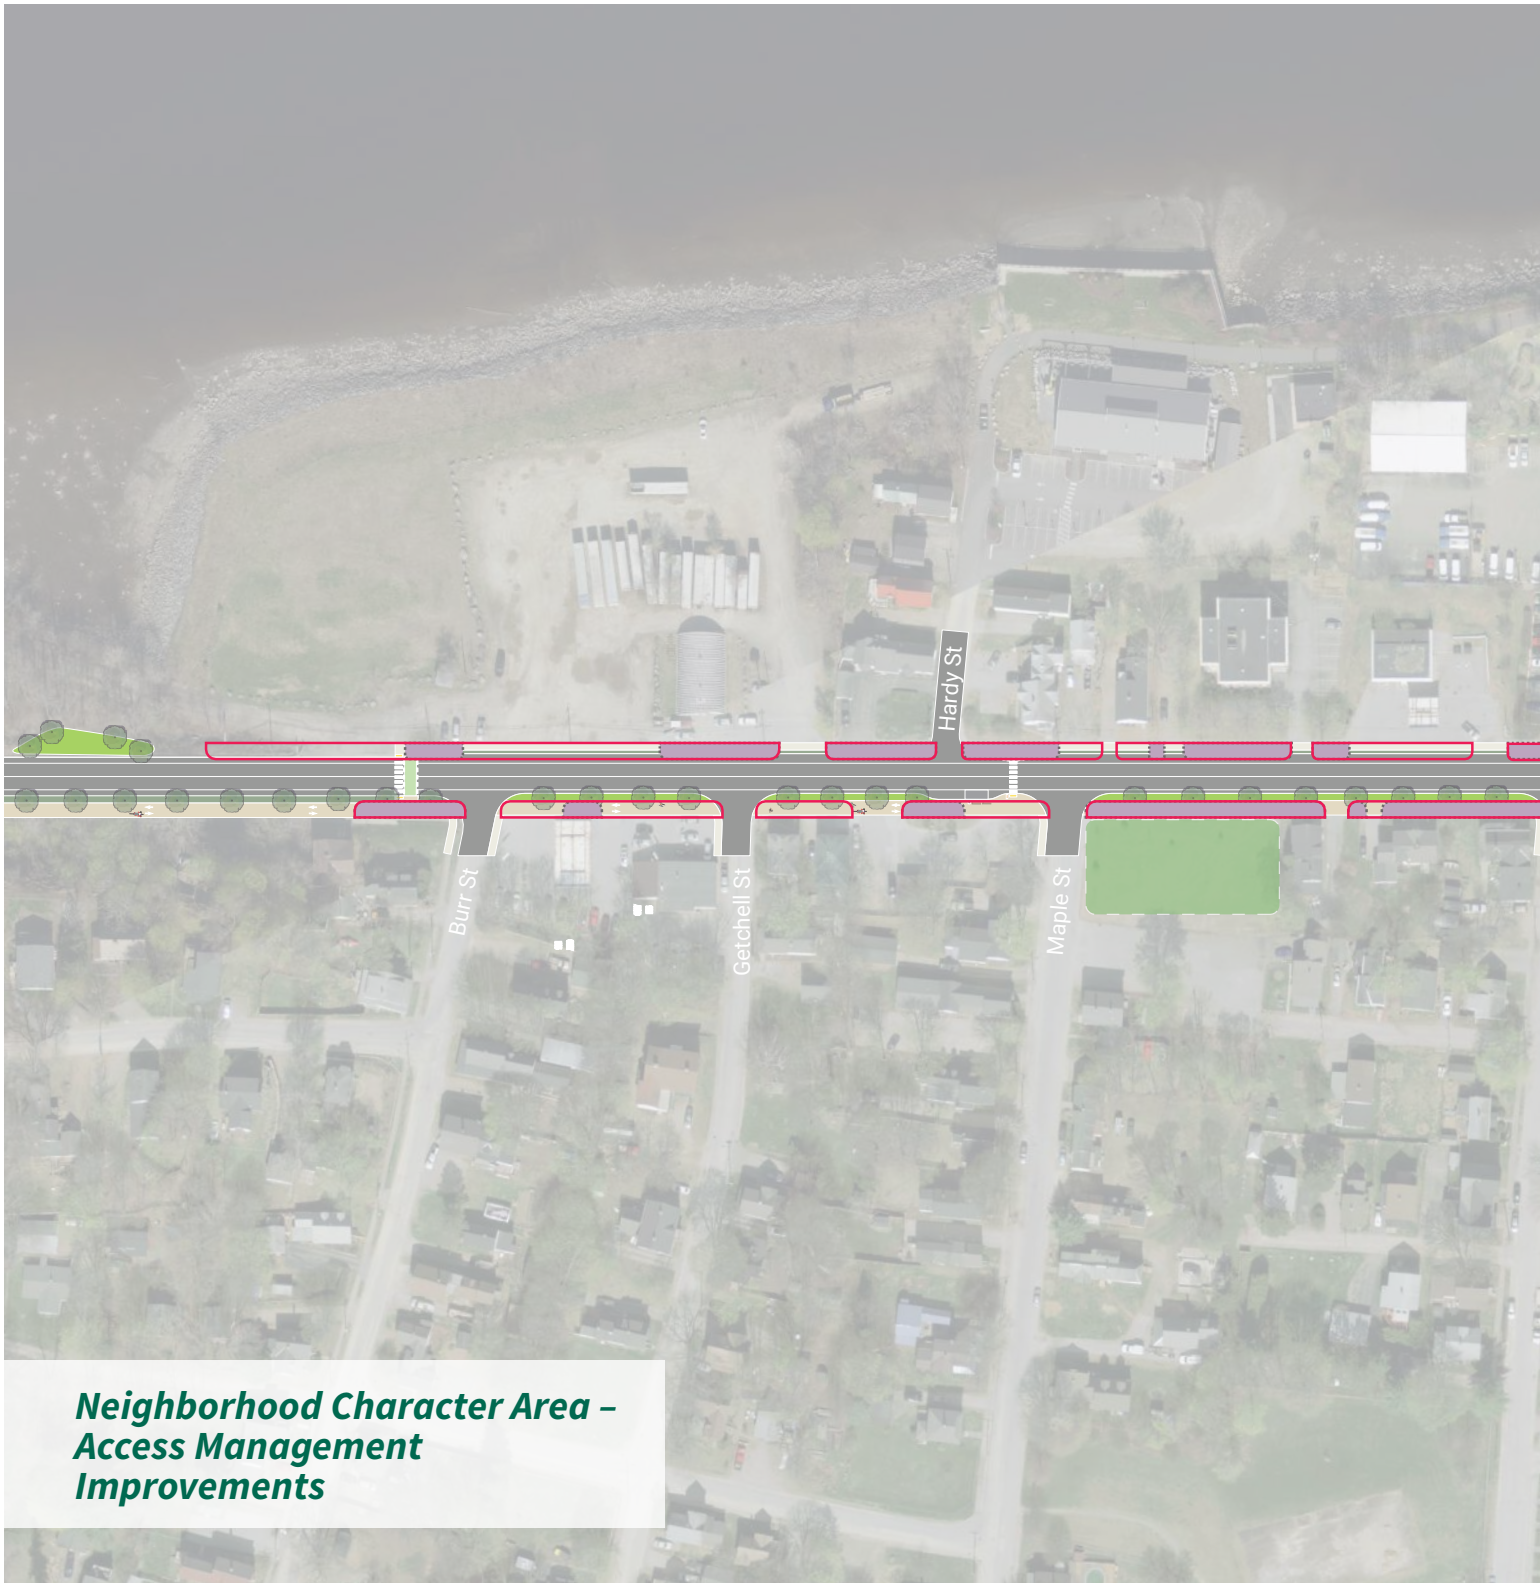 Hardy St
Burr St
Getchell St
Maple St
Neighborhood Character Area –
Access Management
Improvements